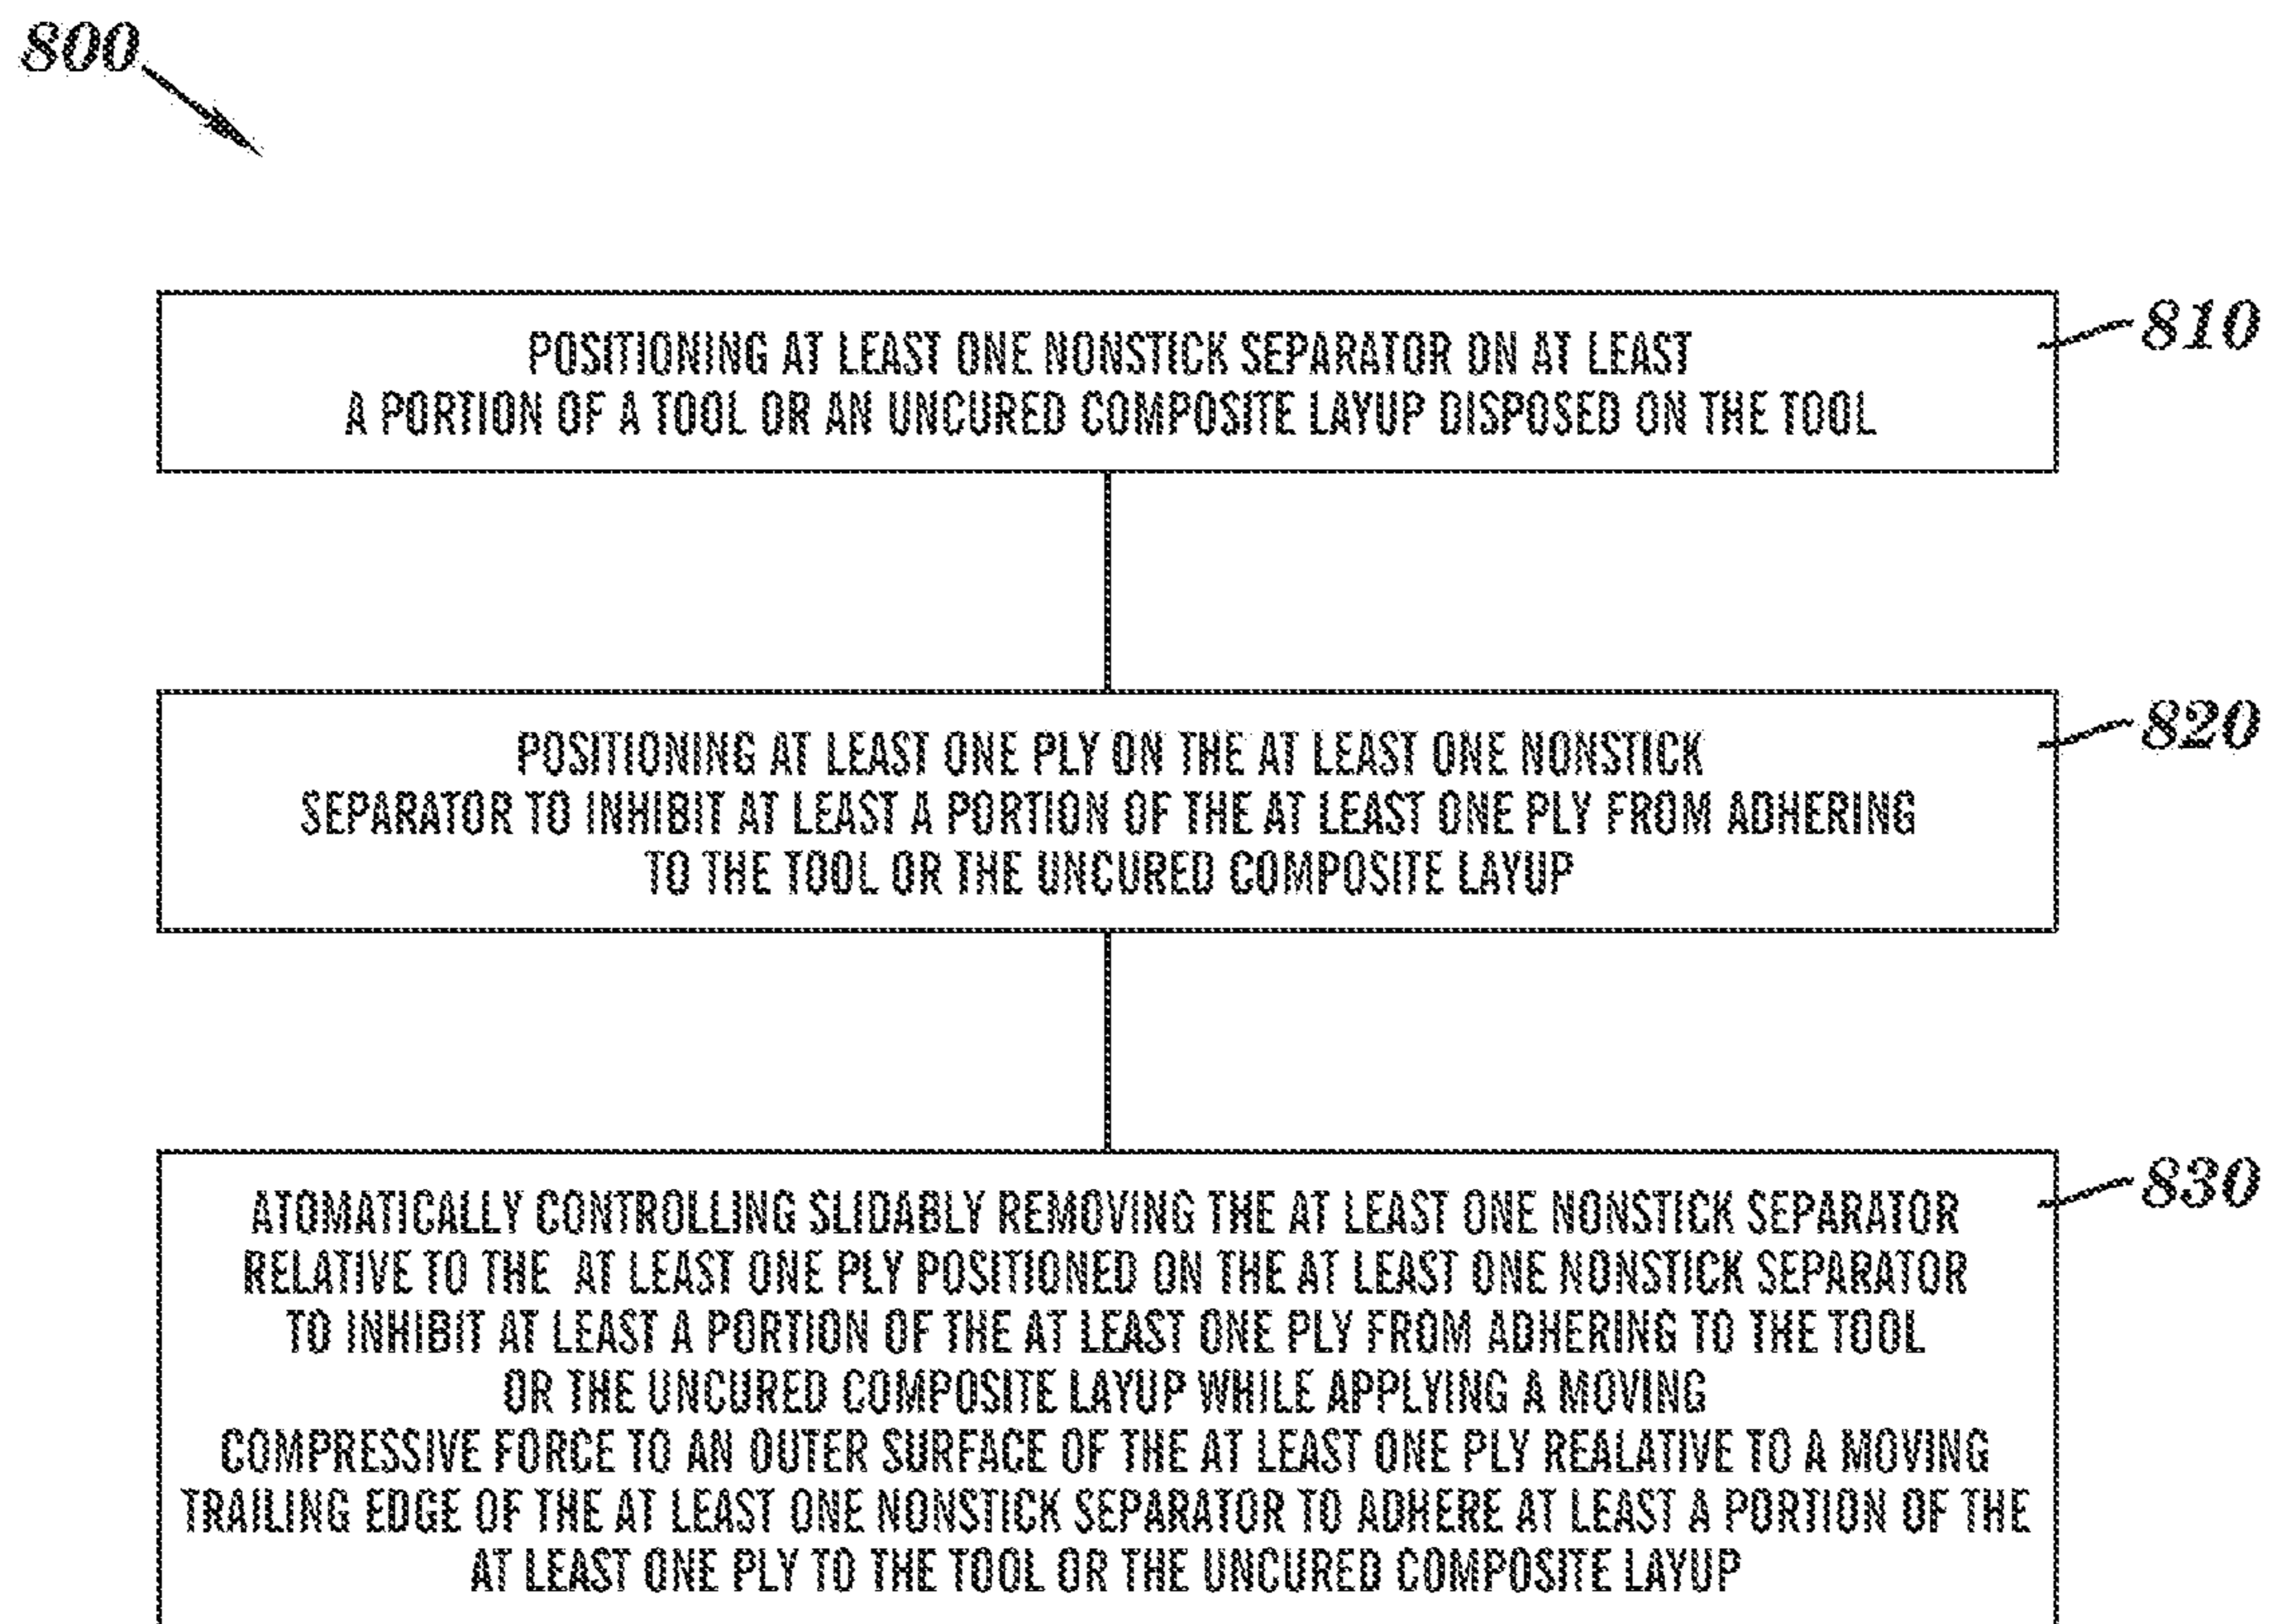 800
810
POSITIONING AT LEAST ONE NONSTICK SEPARATOR ON AT LEAST
A PORTION OF A TOOL OR AN UNCURED COMPOSITE LAYUP DISPOSED ON THE TOOL
820
POSITIONING AT LEAST ONE PLY ON THE AT LEAST ONE NONSTICK
SEPARATOR TO INHIBIT AT LEAST A PORTION OF THE AT LEAST ONE PLY FROM ADHERING
TO THE TOOL OR THE UNCURED COMPOSITE LAYUP
830
ATOMATICALLY CONTROLLING SLIDABLY REMOVING THE AT LEAST ONE NONSTICK SEPARATOR
RELATIVE TO THE AT LEAST ONE PLY POSITIONED ON THE AT LEAST ONE NONSTICK SEPARATOR
TO INHIBIT AT LEAST A PORTION OF THE AT LEAST ONE PLY FROM ADHERING TO THE TOOL
OR THE UNCURED COMPOSITE LAYUP WHILE APPLYING A MOVING
COMPRESSIVE FORCE TO AN OUTER SURFACE OF THE AT LEAST ONE PLY REALATIVE TO A MOVING
TRAILING EDGE OF THE AT LEAST ONE NONSTICK SEPARATOR TO ADHERE AT LEAST A PORTION OF THE
AT LEAST ONE PLY TO THE TOOL OR THE UNCURED COMPOSITE LAYUP